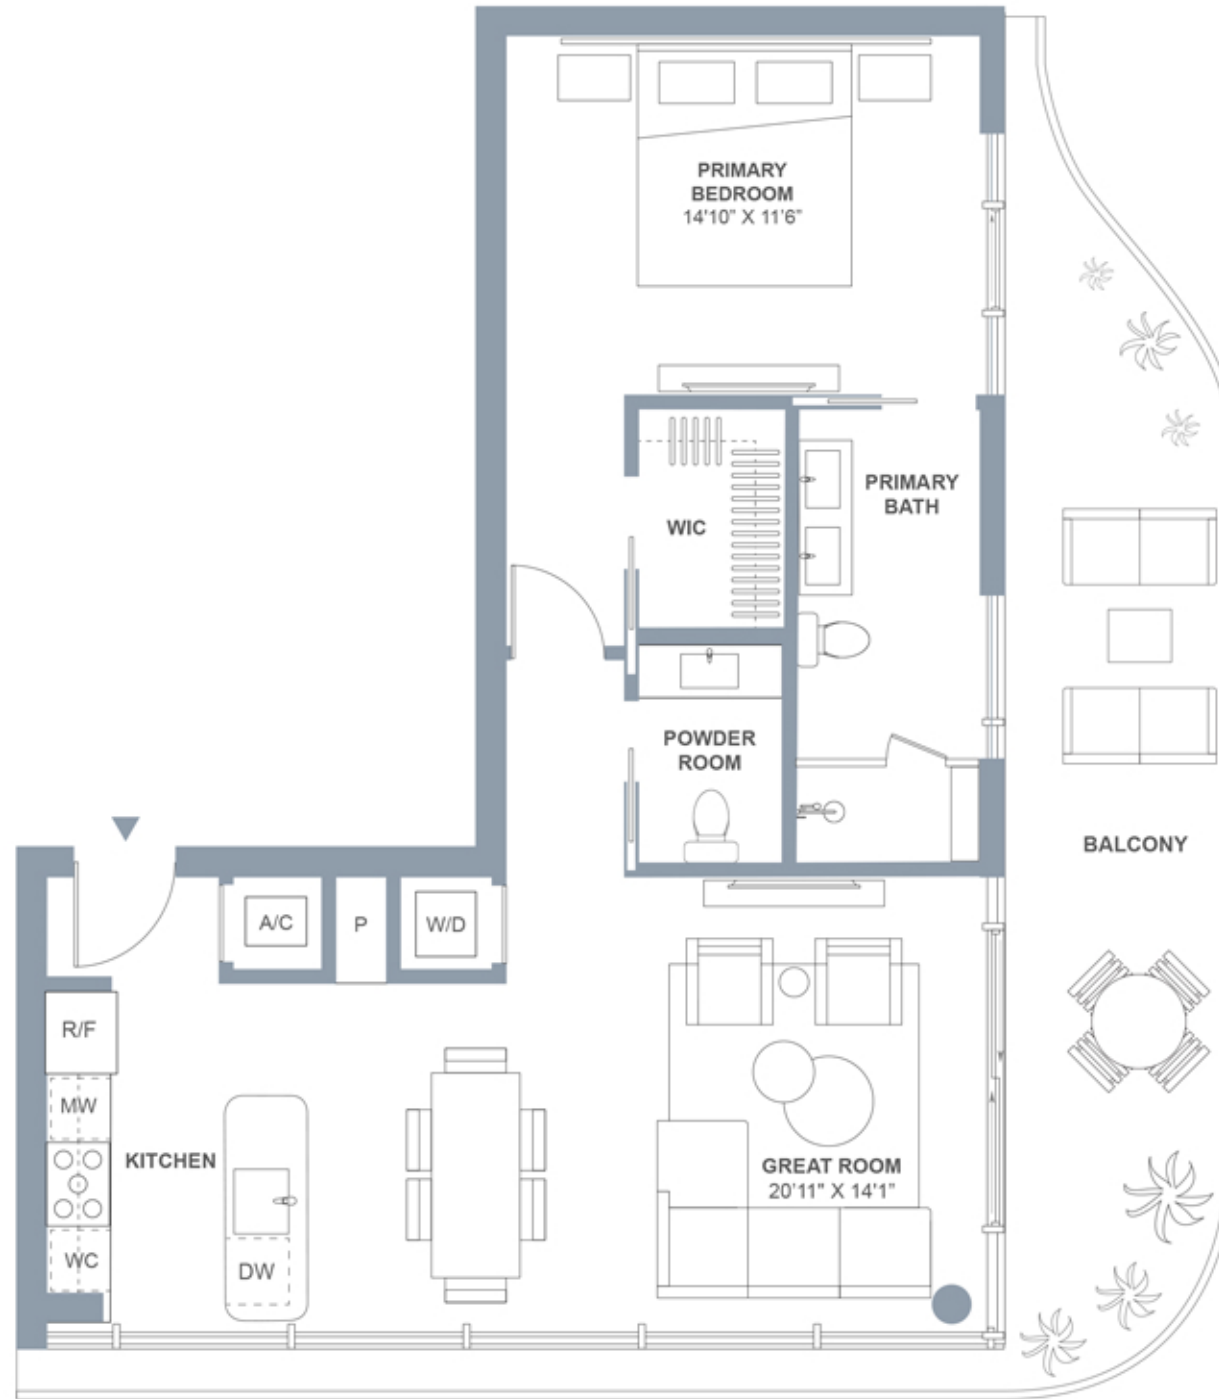 PRIMARY
BEDROOM
14'10" X 11'6"
PRIMARY
BATH
WIC
POWDER
ROOM
BALCONY
A/C
P
W/D
R/F
MW
KITCHEN
GREAT ROOM
20'11" X 14'1"
WC
DW